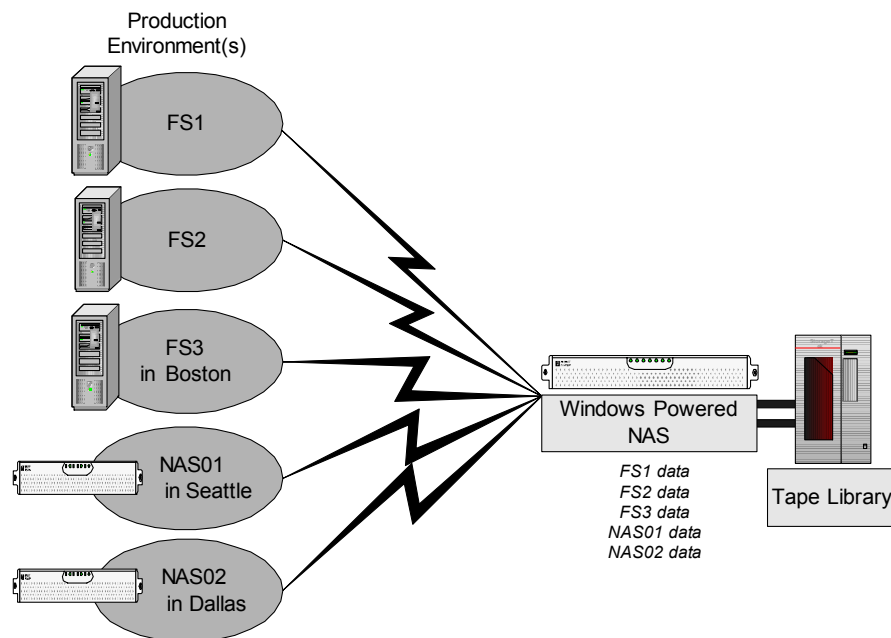 Production
Environment(s)
FS1
FS2
FS3
in Boston
NAS01
in Seattle
NAS02
in Dallas
Windows Powered
NAS
FS1 data
FS2 data
FS3 data
NAS01 data
NAS02 data
Tape Library